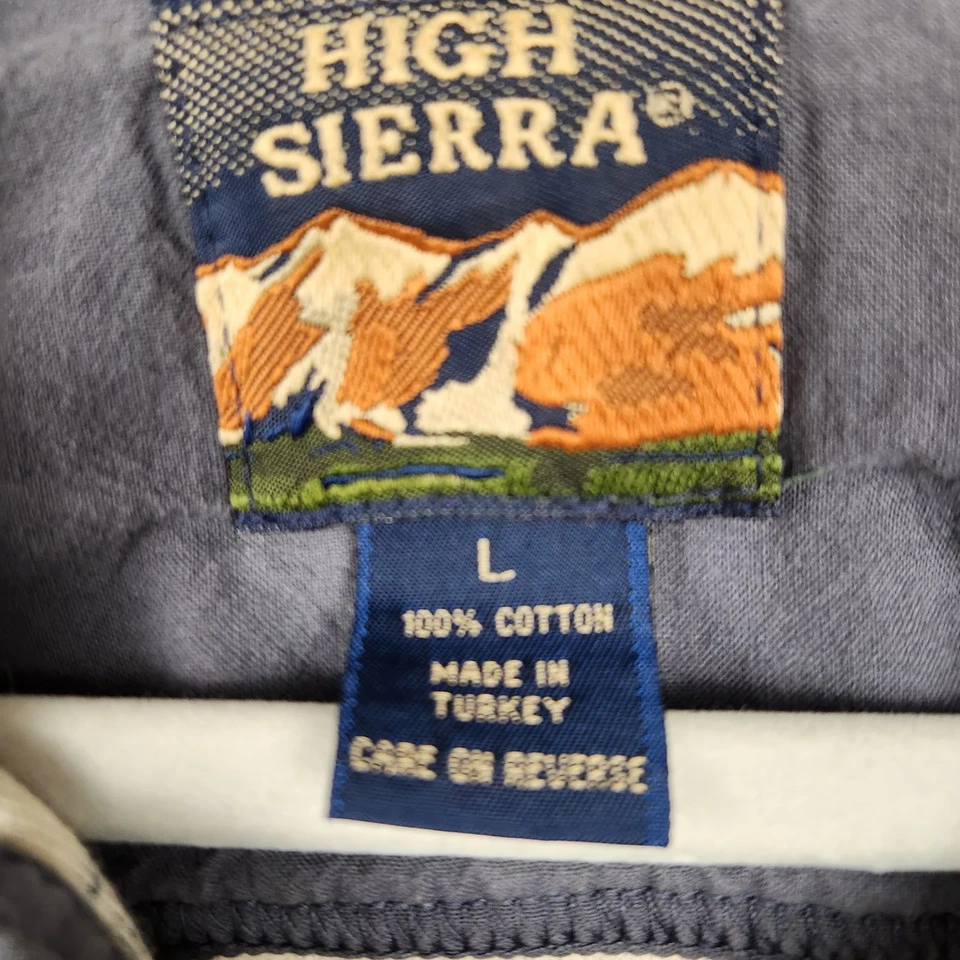 HIGH
SIERRA®
L
100% COTTON
MADE IN
TURKEY
CARE ON REVERSE